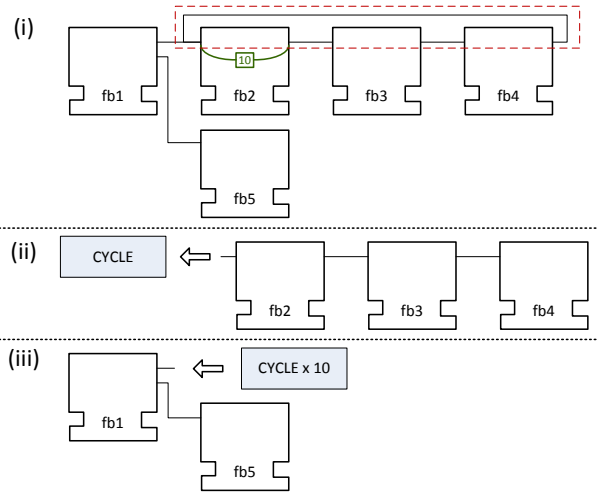 (i)
10
fb1
fb2
fb3
fb4
fb5
(ii)
CYCLE
fb2
fb3
fb4
(iii)
CYCLE x 10
fb1
fb5